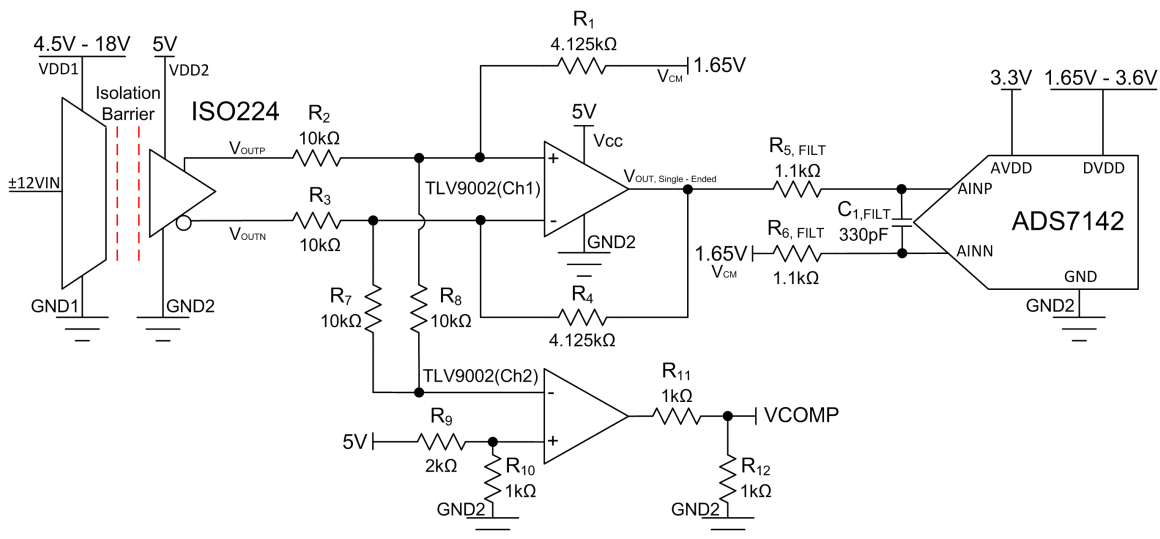 R1
4.125kΩ
VCM
1.65V
4.5V - 18V
VDD1
5V
VDD2
Isolation
Barrier
ISO224
±12VIN
GND1
GND2
VOUTP
VOUTN
R2
10kΩ
R3
10kΩ
TLV9002(Ch1)
5V
Vcc
+
-
GND2
VOUT, Single - Ended
R4
4.125kΩ
R5, FILT
1.1kΩ
C1,FILT
330pF
1.65V
VCM
R6, FILT
1.1kΩ
3.3V
1.65V - 3.6V
AVDD
DVDD
AINP
ADS7142
AINN
GND
GND2
R7
10kΩ
R8
10kΩ
TLV9002(Ch2)
-
+
5V
R9
2kΩ
R10
1kΩ
GND2
R11
1kΩ
VCOMP
R12
1kΩ
GND2